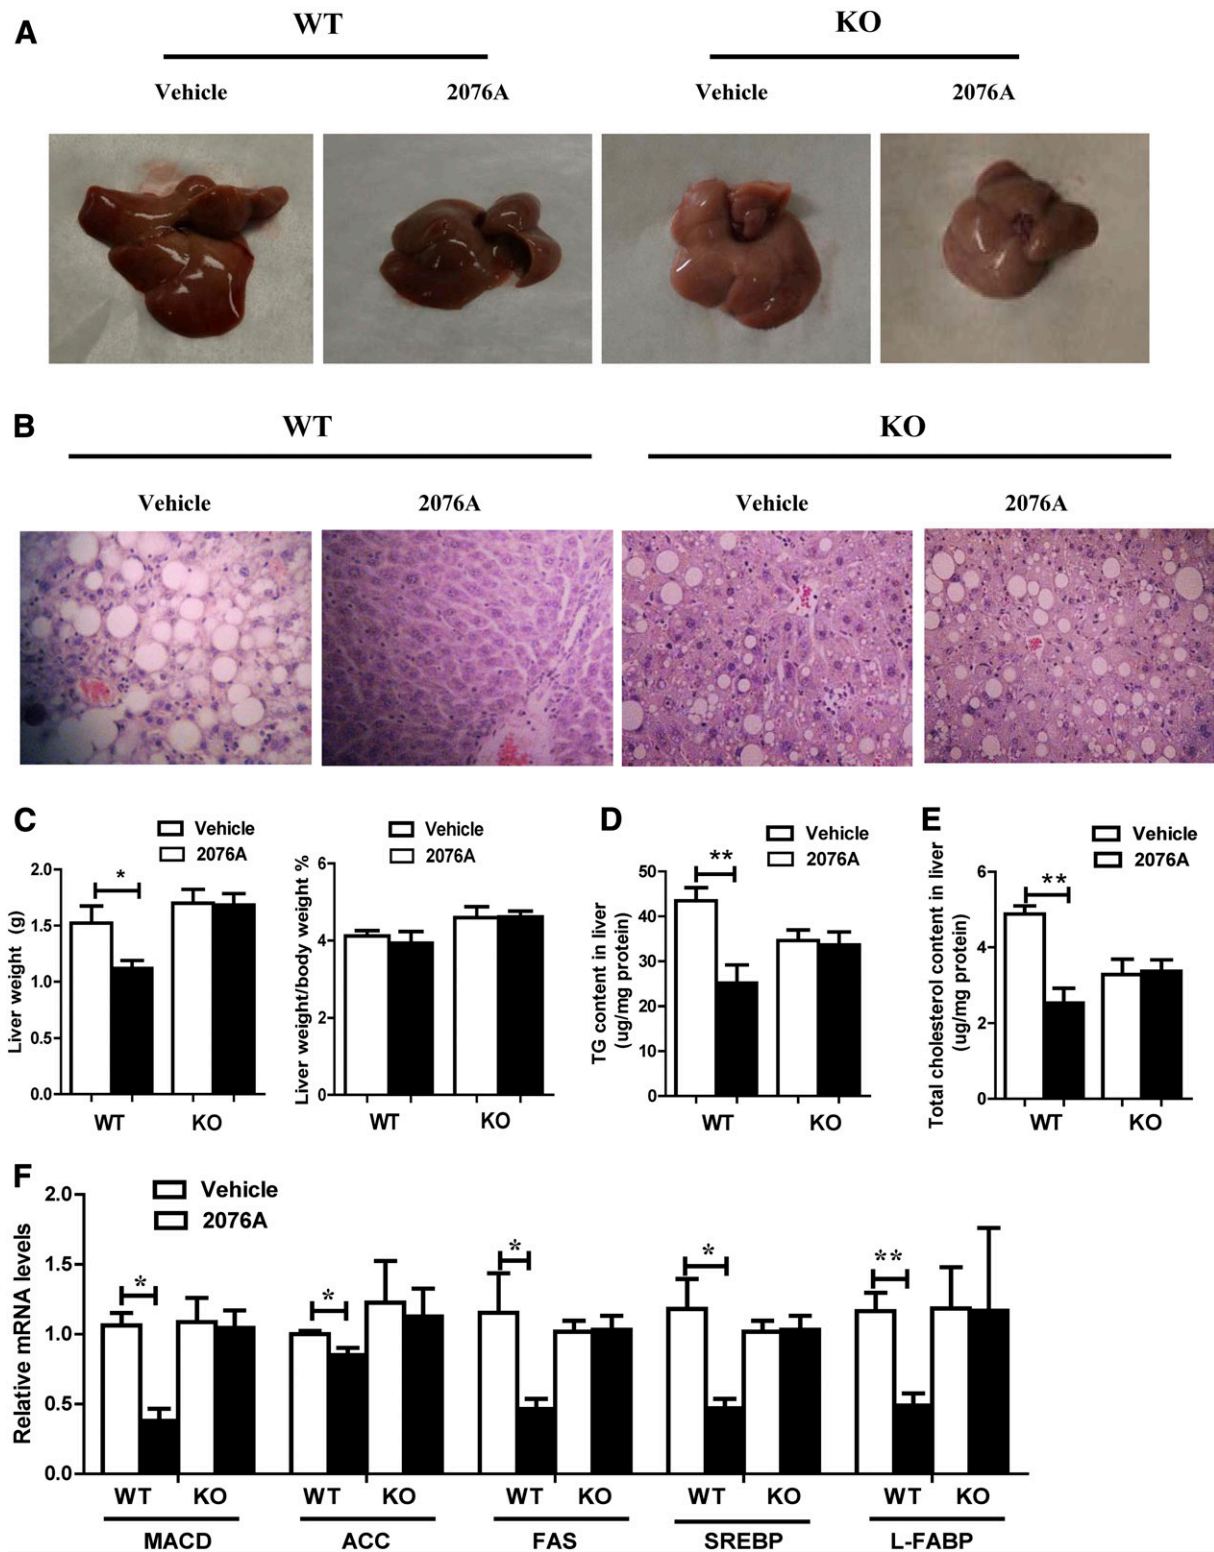 A
WT
KO
Vehicle
2076A
Vehicle
2076A
B
WT
KO
Vehicle
2076A
Vehicle
2076A
C
Vehicle
2076A
Liver weight (g)
2.0
1.5
1.0
0.5
0.0
*
WT
KO
Vehicle
2076A
Liver weight/body weight %
6
4
2
0
WT
KO
D
Vehicle
2076A
TG content in liver
(ug/mg protein)
50
40
30
20
10
0
**
WT
KO
E
Vehicle
2076A
Total cholesterol content in liver
(ug/mg protein)
6
4
2
0
**
WT
KO
F
Vehicle
2076A
Relative mRNA levels
2.0
1.5
1.0
0.5
0.0
*
*
*
*
**
WT
KO
WT
KO
WT
KO
WT
KO
WT
KO
MACD
ACC
FAS
SREBP
L-FABP